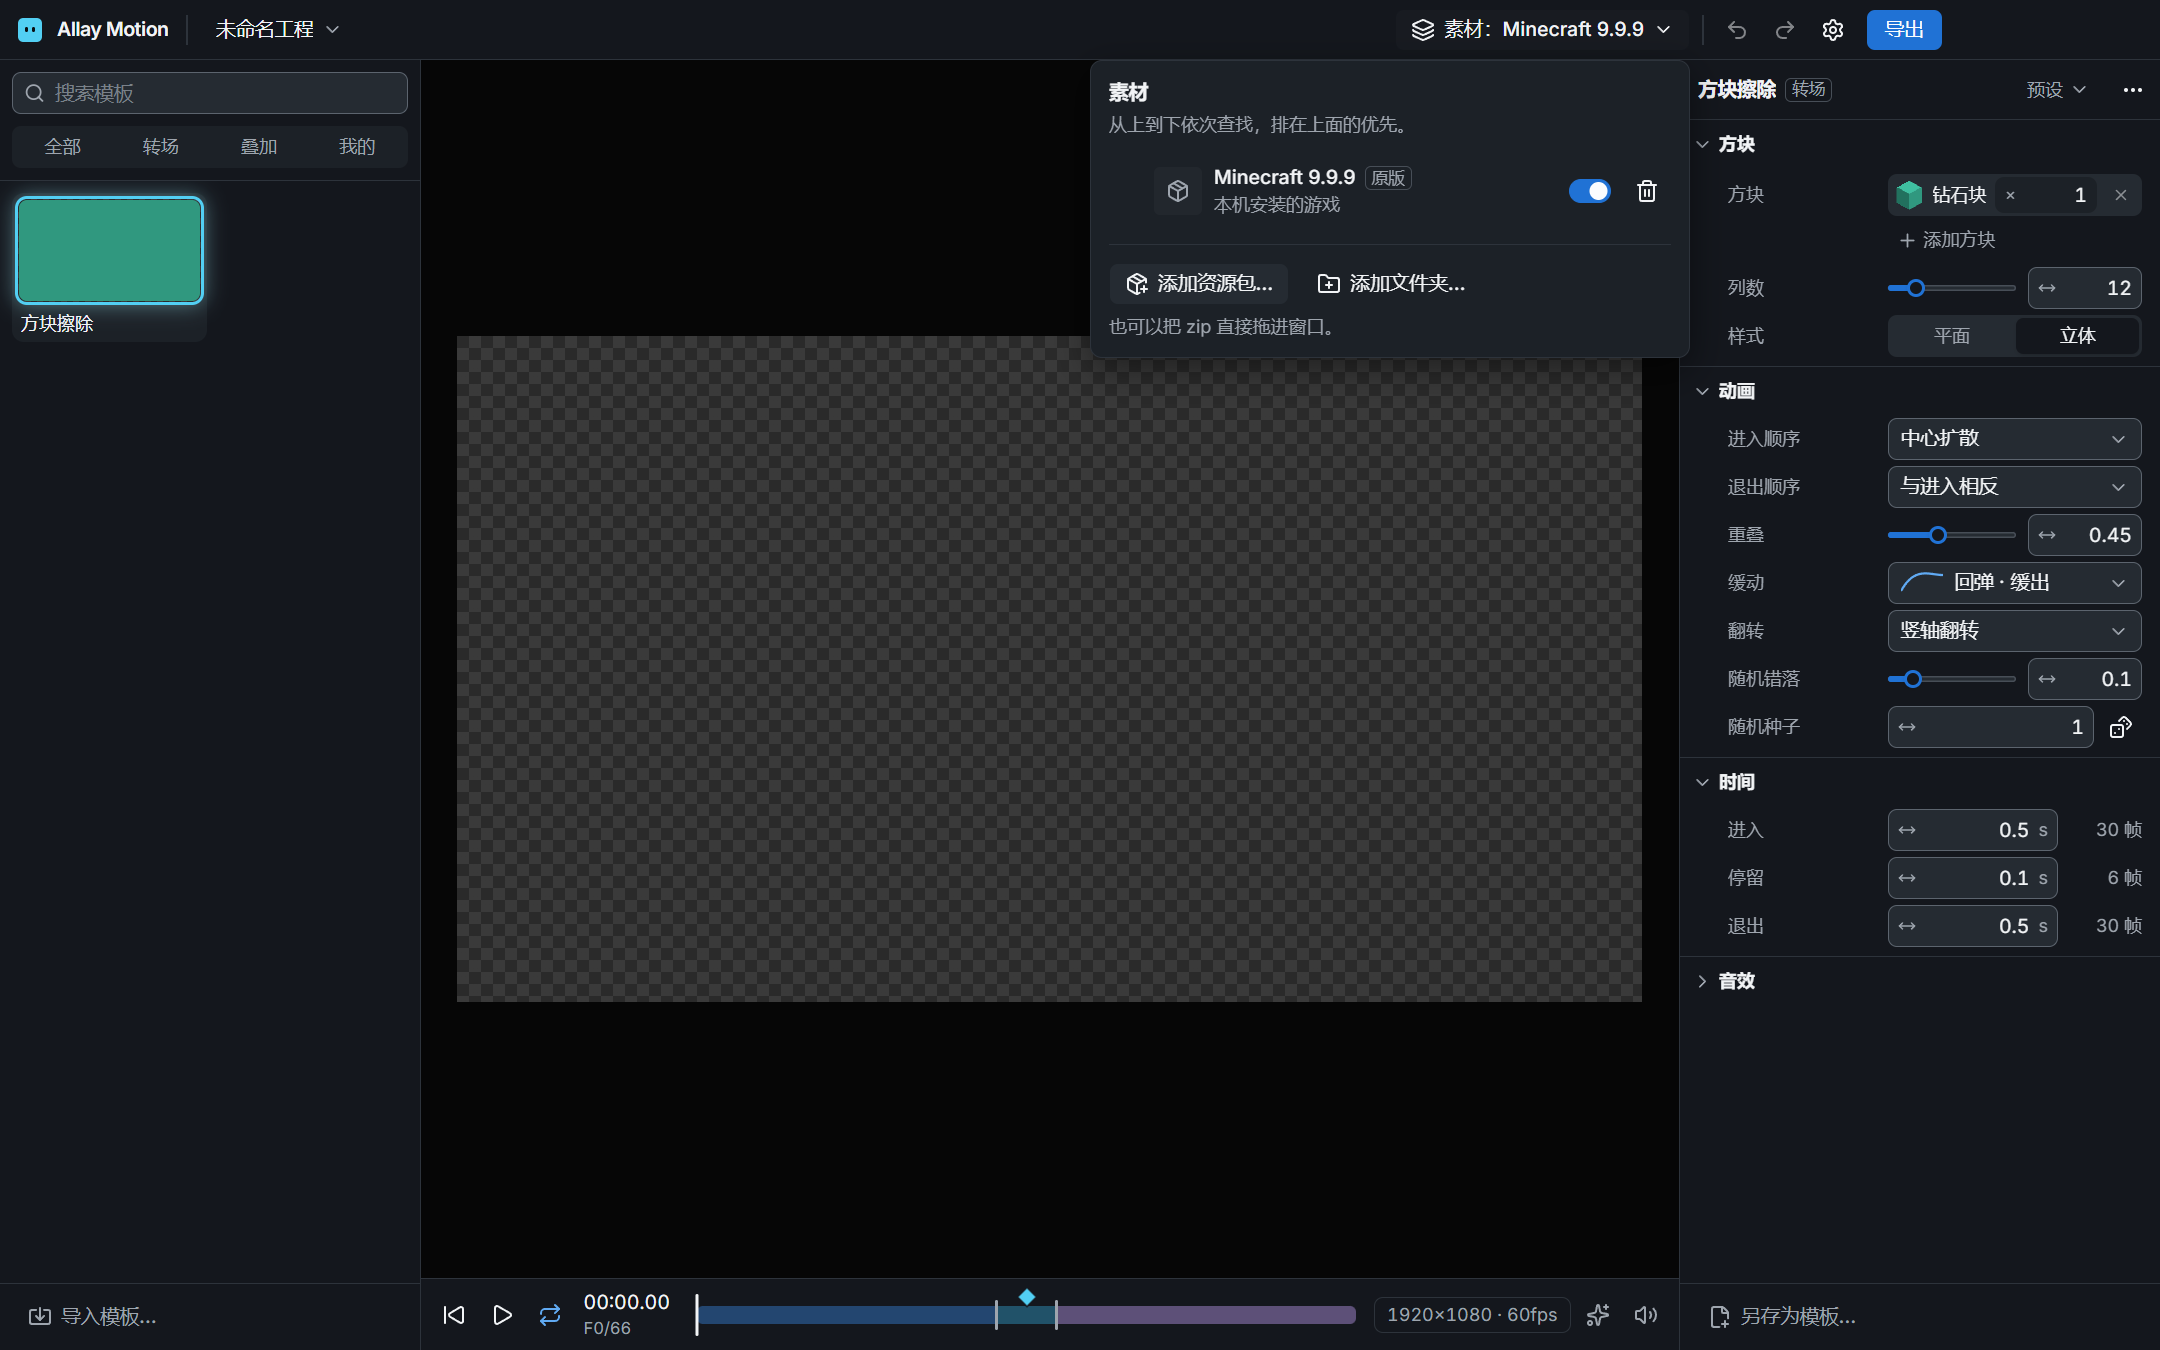 Allay Motion
未命名工程
素材：Minecraft 9.9.9
导出
搜索模板
全部
转场
叠加
我的
方块擦除
素材
从上到下依次查找，排在上面的优先。
Minecraft 9.9.9
原版
本机安装的游戏
添加资源包...
添加文件夹...
也可以把 zip 直接拖进窗口。
方块擦除
转场
预设
方块
方块
钻石块
×
1
添加方块
列数
12
样式
平面
立体
动画
进入顺序
中心扩散
退出顺序
与进入相反
重叠
0.45
缓动
回弹 · 缓出
翻转
竖轴翻转
随机错落
0.1
随机种子
1
时间
进入
0.5 s
30 帧
停留
0.1 s
6 帧
退出
0.5 s
30 帧
音效
导入模板...
00:00.00
F0/66
1920×1080 · 60fps
另存为模板...